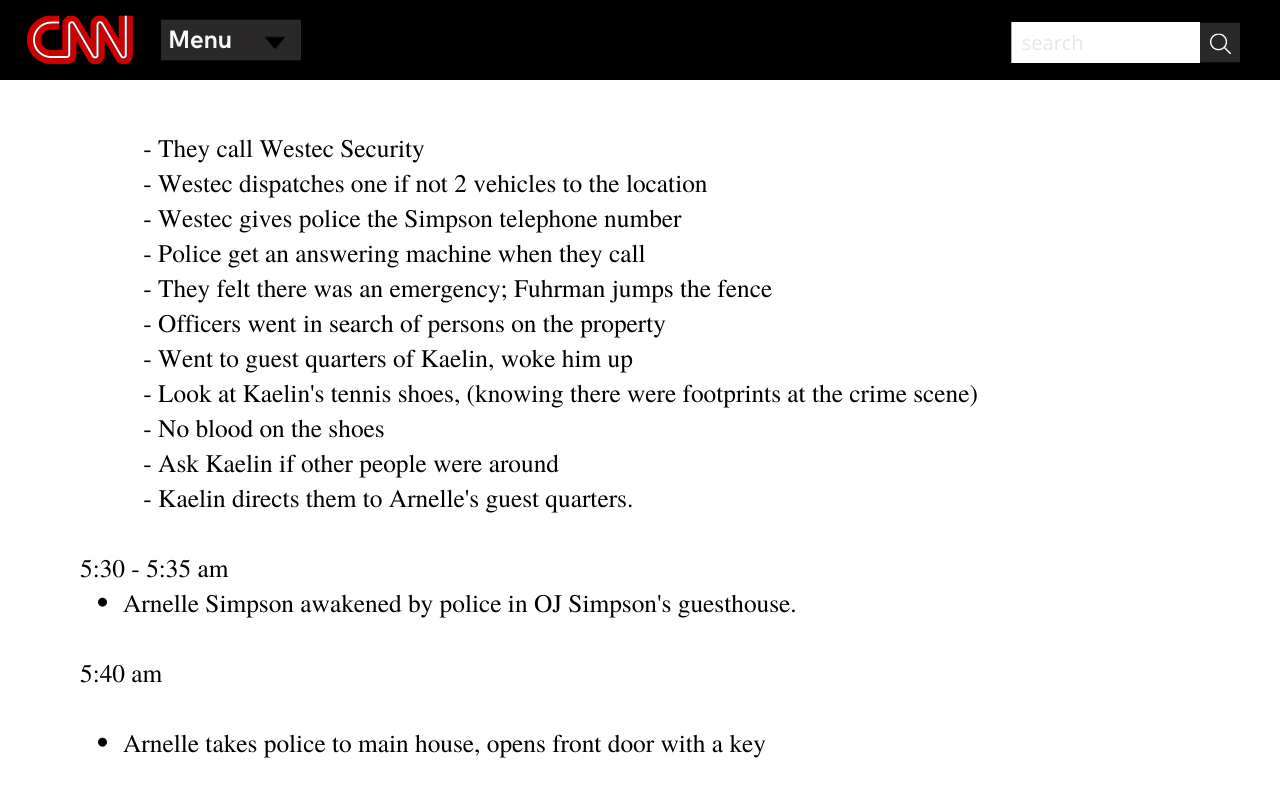 CNN
Menu
search
- They call Westec Security
- Westec dispatches one if not 2 vehicles to the location
- Westec gives police the Simpson telephone number
- Police get an answering machine when they call
- They felt there was an emergency; Fuhrman jumps the fence
- Officers went in search of persons on the property
- Went to guest quarters of Kaelin, woke him up
- Look at Kaelin's tennis shoes, (knowing there were footprints at the crime scene)
- No blood on the shoes
- Ask Kaelin if other people were around
- Kaelin directs them to Arnelle's guest quarters.
5:30 - 5:35 am
• Arnelle Simpson awakened by police in OJ Simpson's guesthouse.
5:40 am
• Arnelle takes police to main house, opens front door with a key